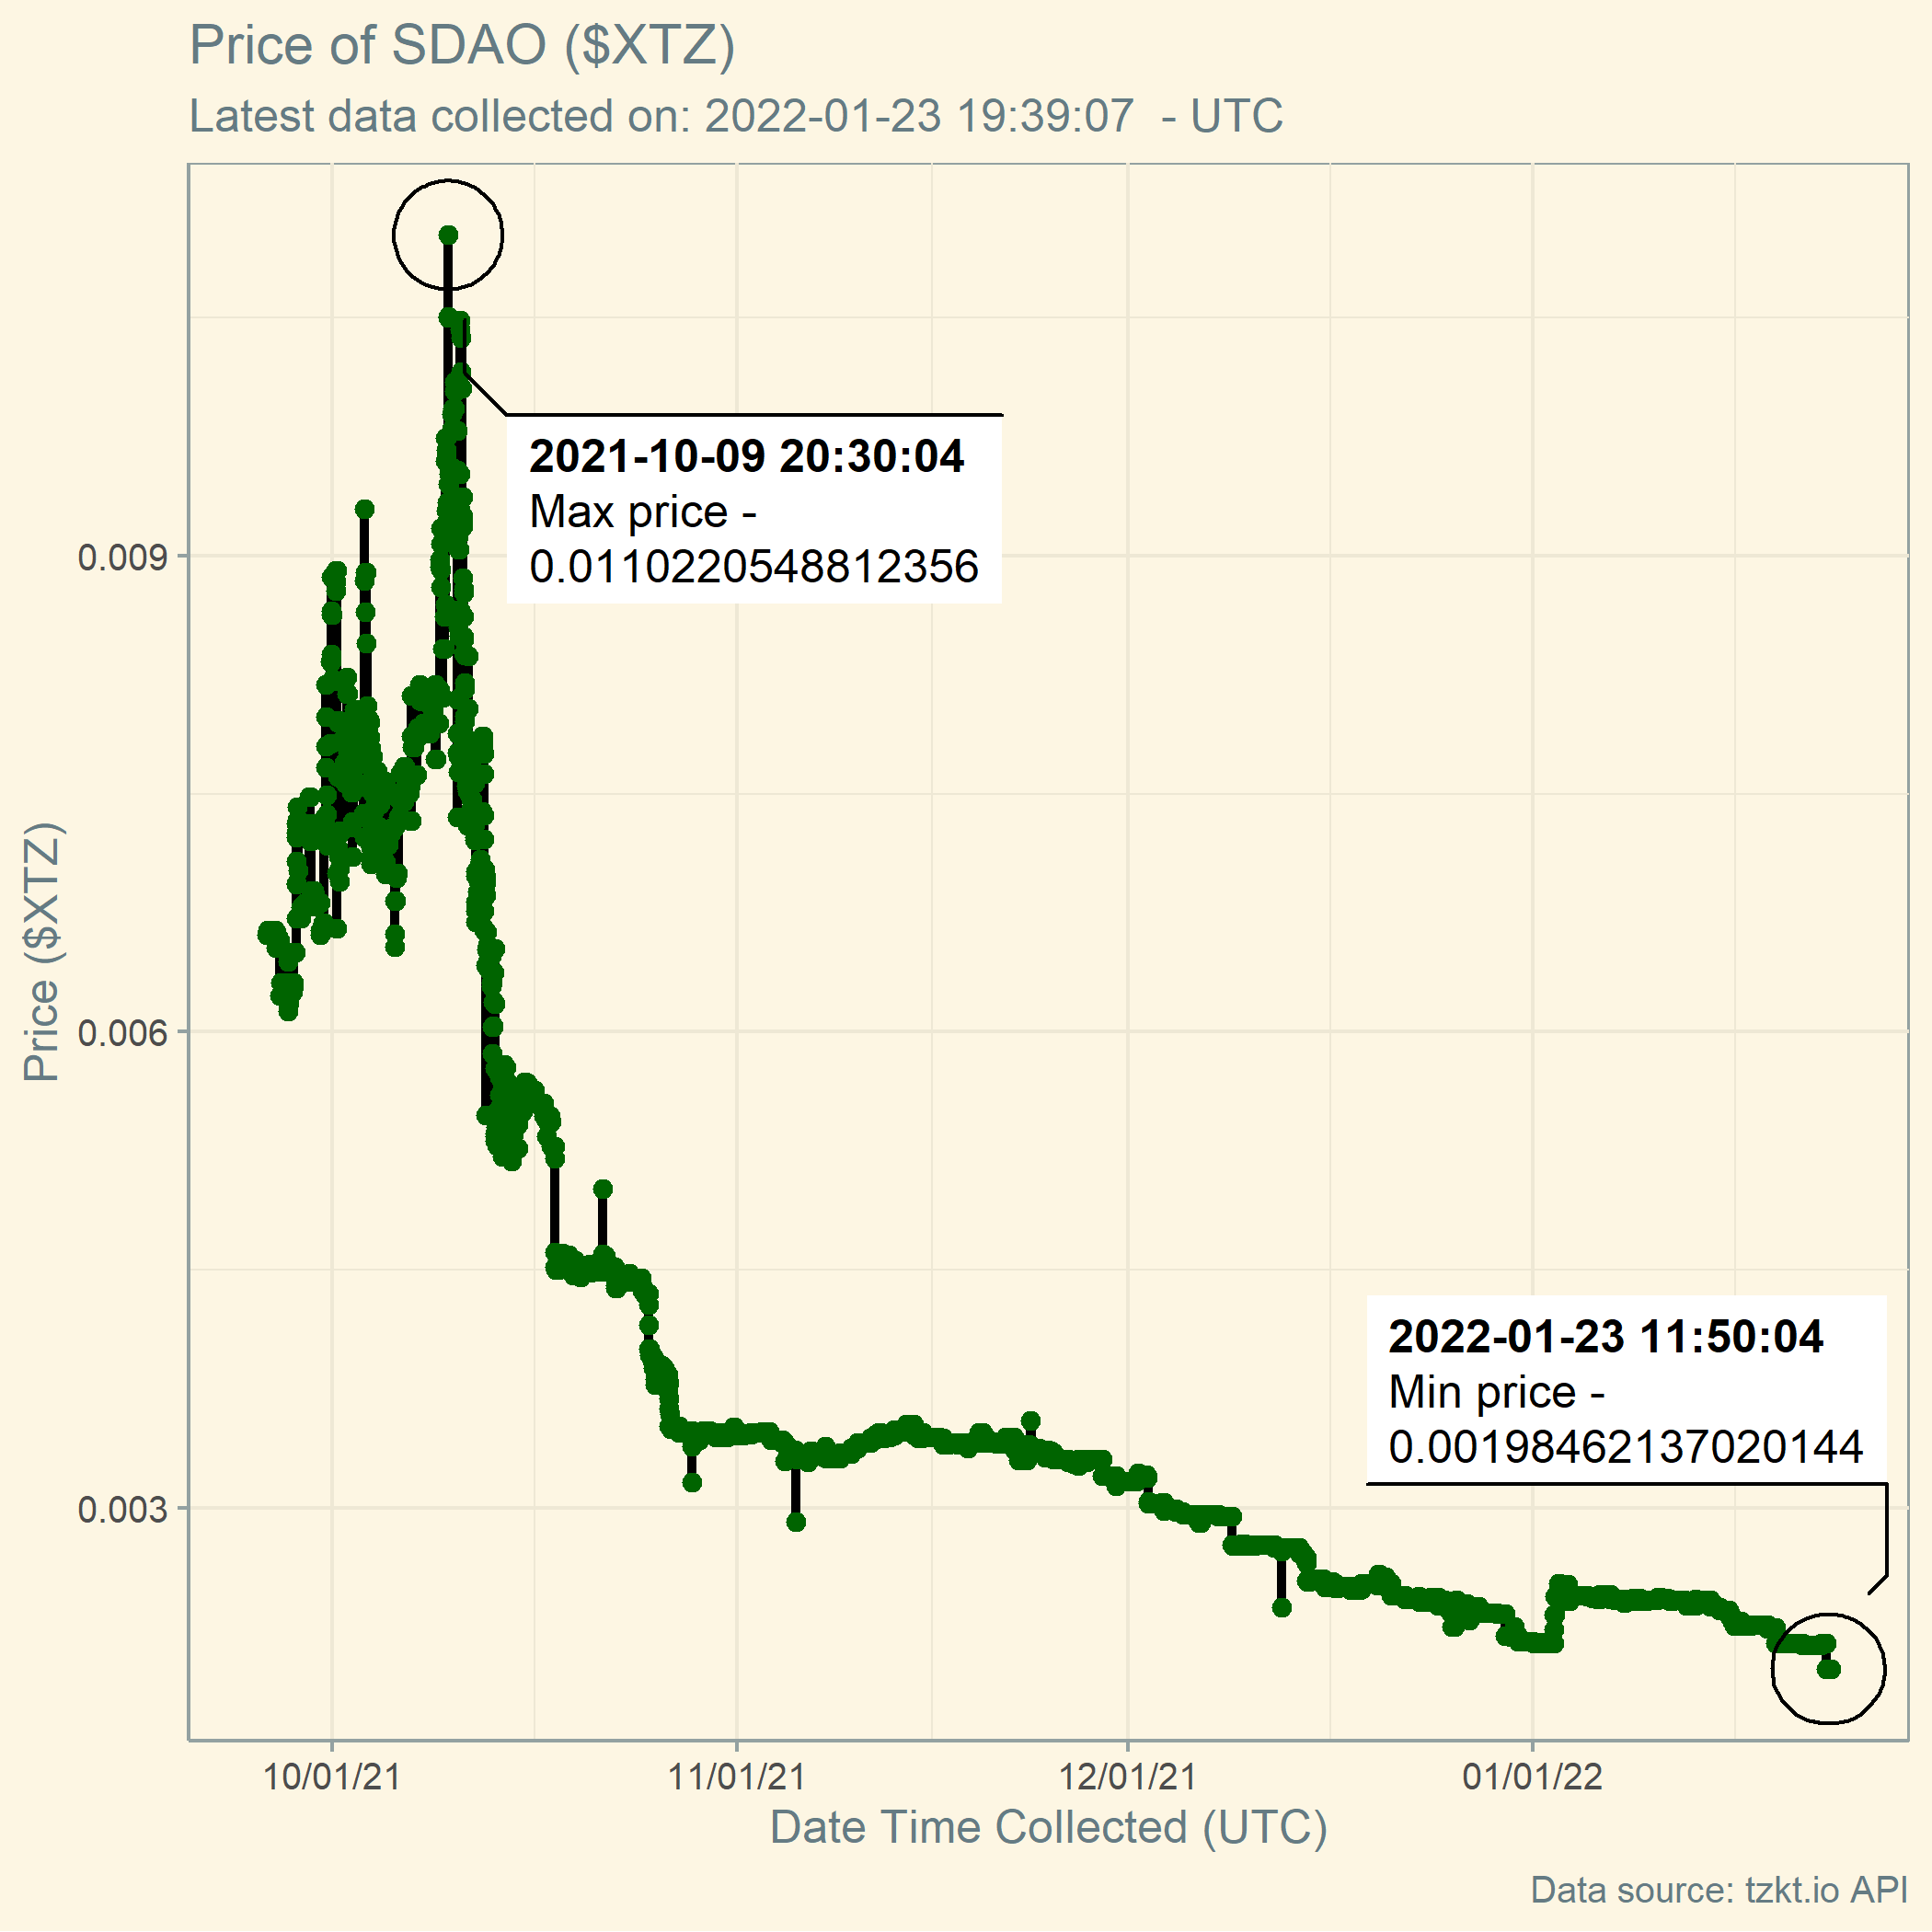 Price of SDAO ($XTZ)
Latest data collected on: 2022-01-23 19:39:07  - UTC
2021-10-09 20:30:04
Max price -
0.0110220548812356
0.009
Price ($XTZ)
0.006
2022-01-23 11:50:04
Min price -
0.00198462137020144
0.003
10/01/21
11/01/21
12/01/21
01/01/22
Date Time Collected (UTC)
Data source: tzkt.io API